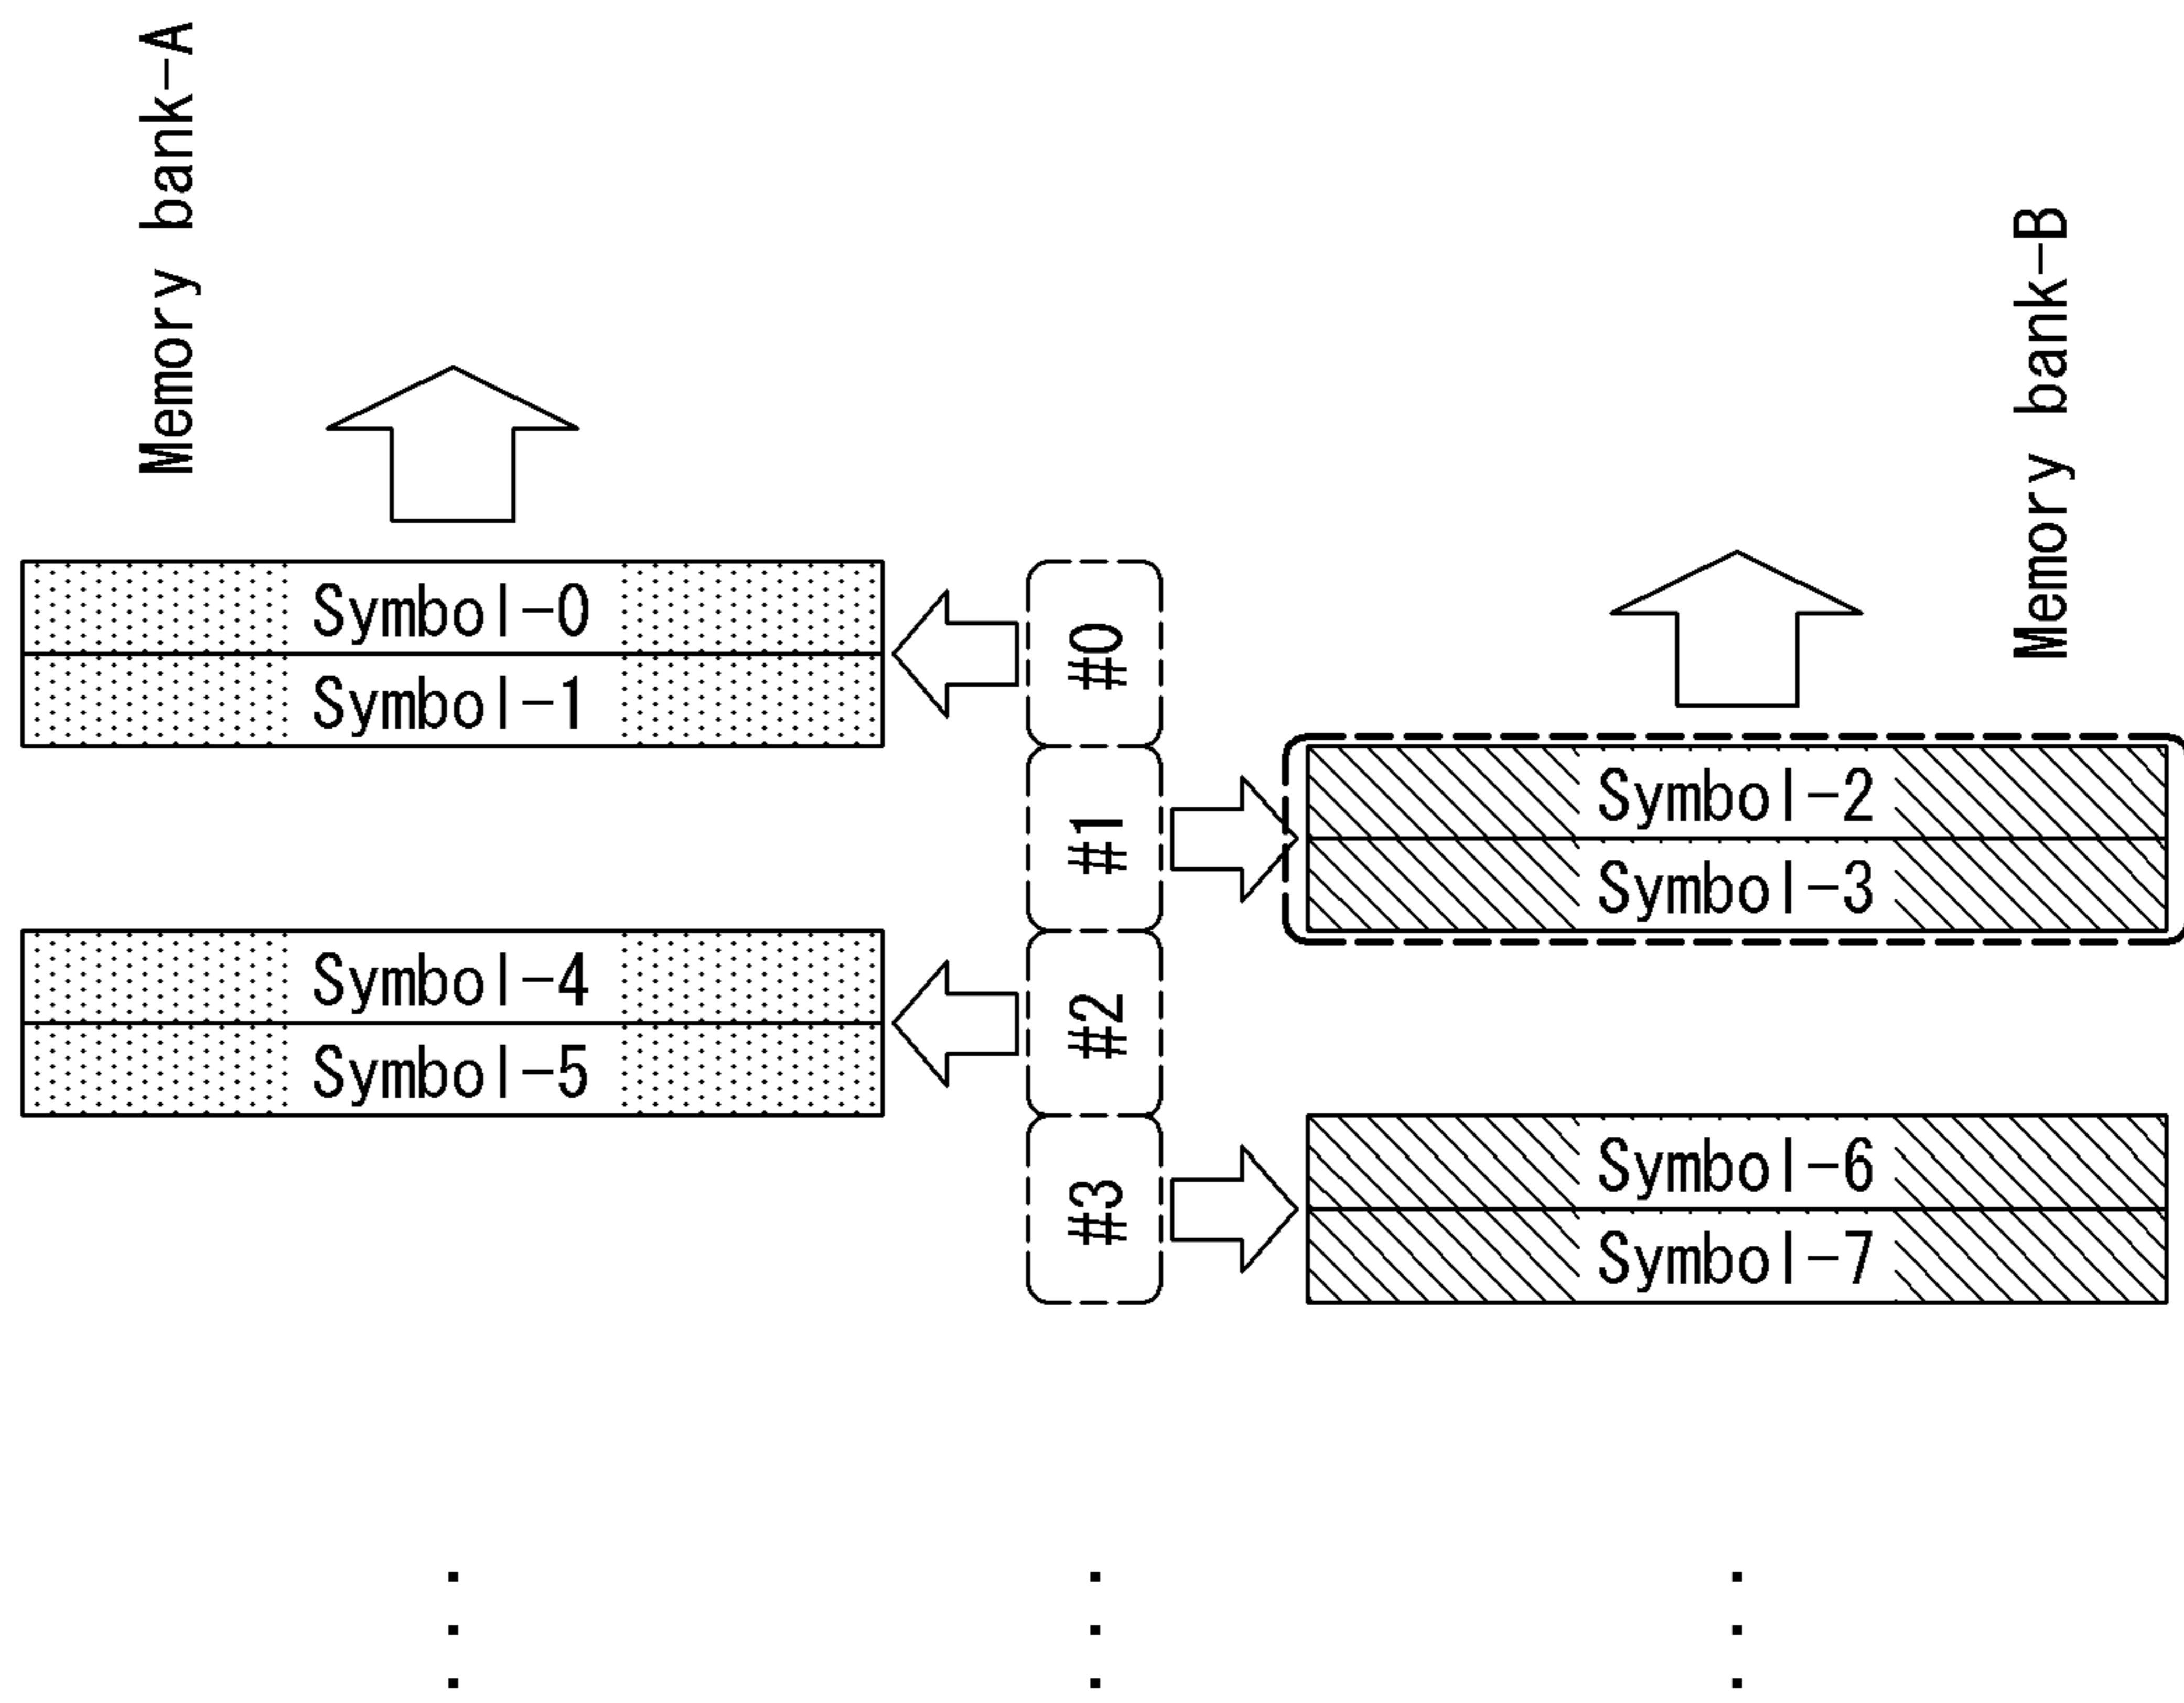 Memory bank-A
Memory bank-B
Symbol-0
#0
Symbol-1
Symbol-2
#1
Symbol-3
Symbol-4
#2
Symbol-5
Symbol-6
#3
Symbol-7